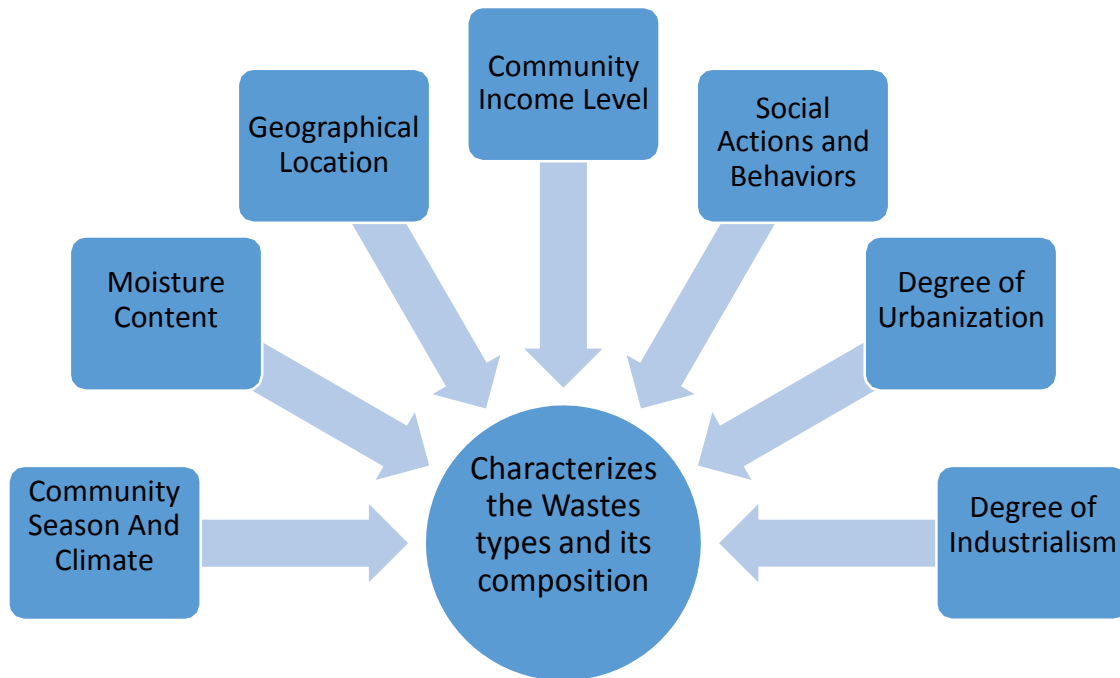 Community
Income Level
Geographical
Location
Social
Actions and
Behaviors
Moisture
Content
Degree of
Urbanization
Community
Season And
Climate
Characterizes
the Wastes
types and its
composition
Degree of
Industrialism